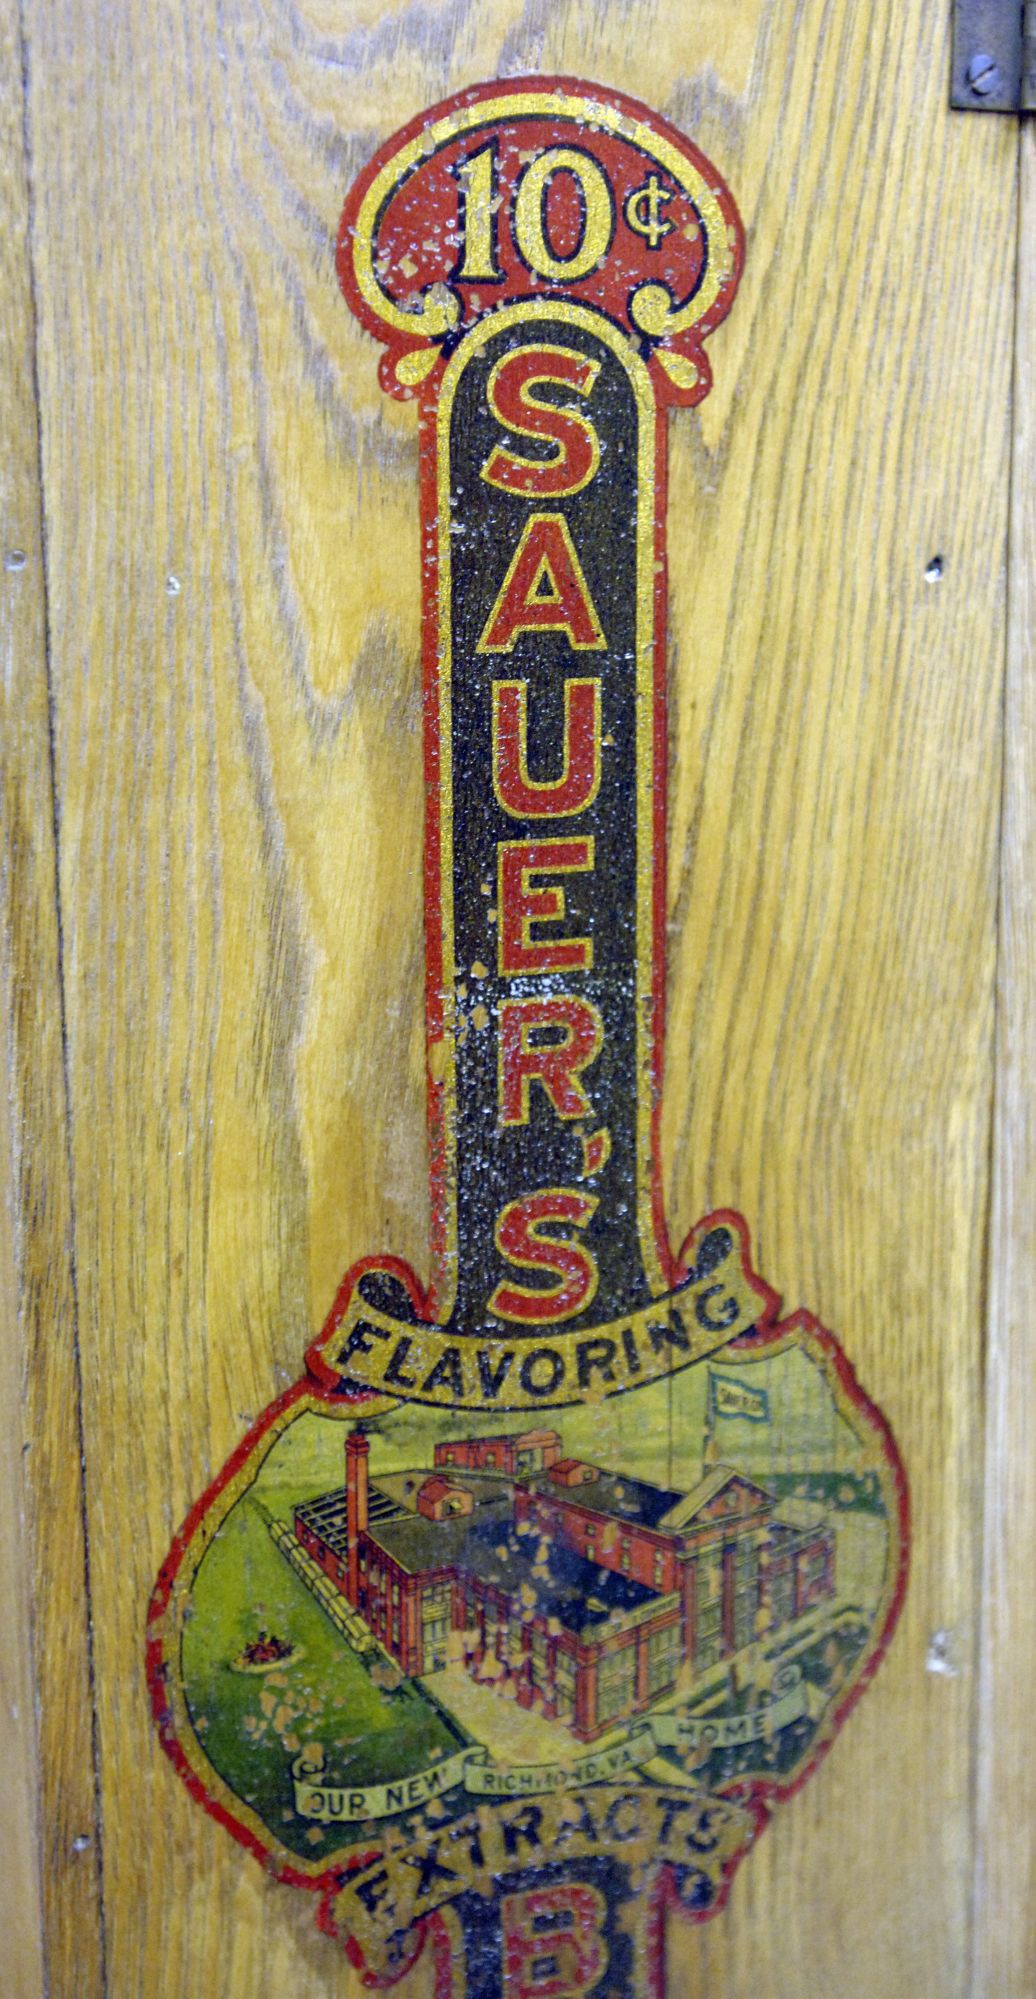 10¢
SAUER'S
FLAVORING
OUR NEW RICHMOND, VA. HOME
EXTRACTS
B